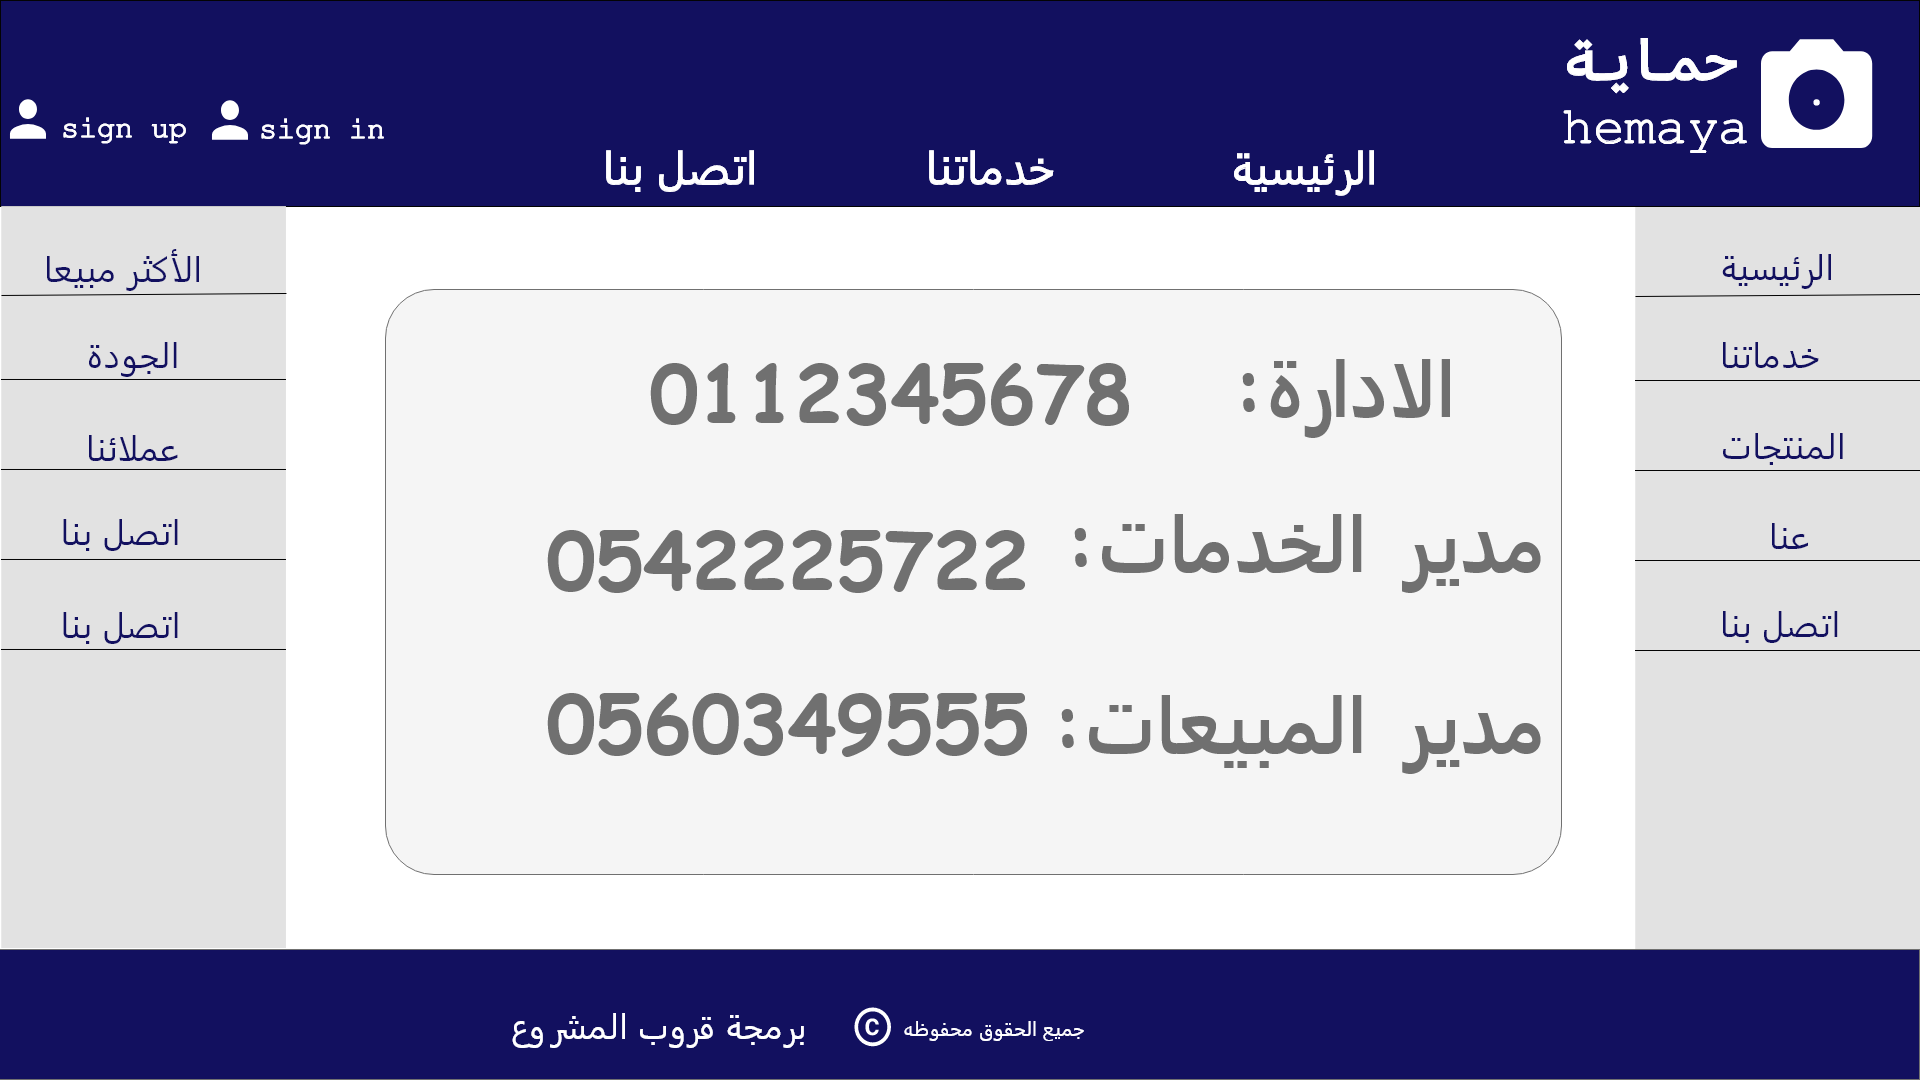 حماية
hemaya
sign up
sign in
الرئيسية
خدماتنا
اتصل بنا
الرئيسية
خدماتنا
المنتجات
عنا
اتصل بنا
الادارة: 0112345678
مدير الخدمات: 0542225722
مدير المبيعات: 0560349555
الأكثر مبيعا
الجودة
عملائنا
اتصل بنا
اتصل بنا
جميع الحقوق محفوظه ©
برمجة قروب المشروع